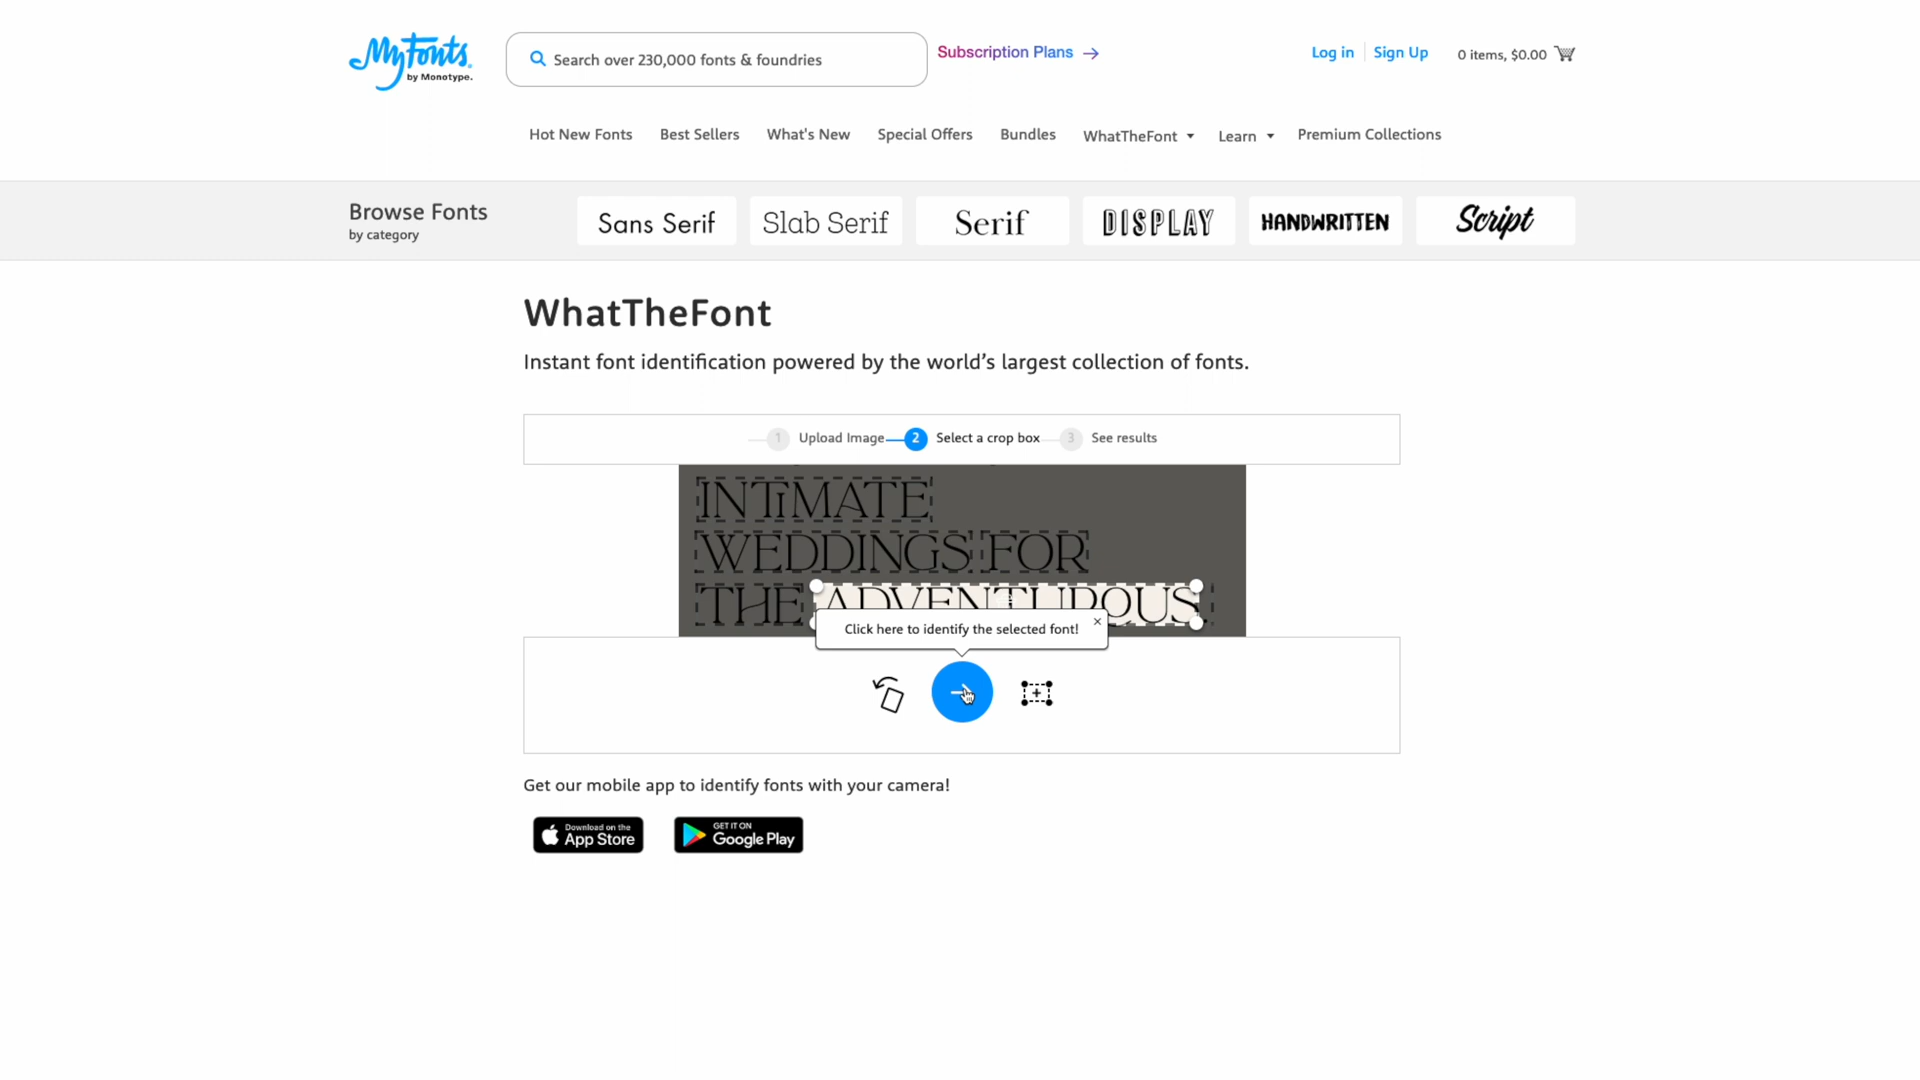 MyFonts.
by Monotype.
Search over 230,000 fonts & foundries
Subscription Plans →
Log in
Sign Up
0 items, $0.00
Hot New Fonts
Best Sellers
What's New
Special Offers
Bundles
WhatTheFont
Learn
Premium Collections
Browse Fonts
by category
Sans Serif
Slab Serif
Serif
DISPLAY
HANDWRITTEN
Script
WhatTheFont
Instant font identification powered by the world’s largest collection of fonts.
1 Upload Image
2 Select a crop box
3 See results
INTiMATE
WEDDINGS FOR
THE ADVENTUROUS
Click here to identify the selected font! ×
Get our mobile app to identify fonts with your camera!
Download on the
App Store
GET IT ON
Google Play